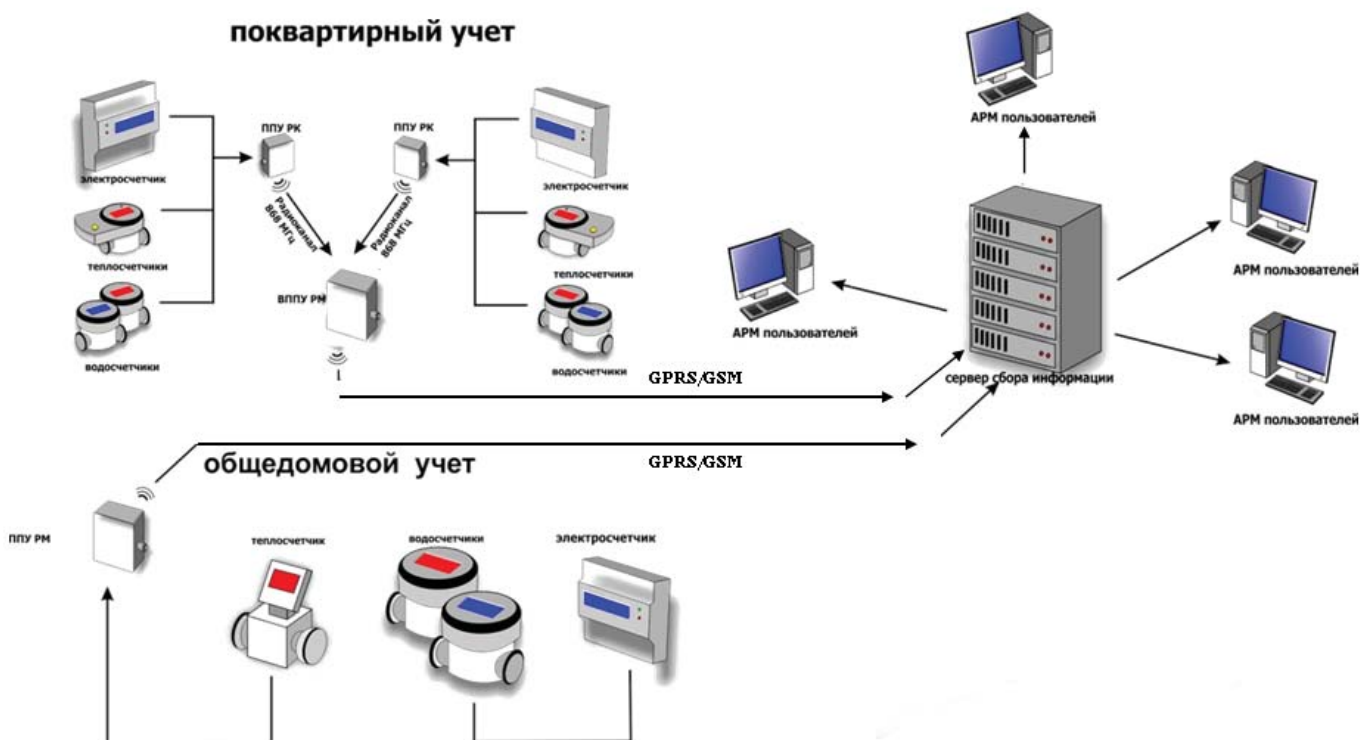 поквартирный учет
ППУ РК
ППУ РК
электросчетчик
электросчетчик
Радиоканал
868 МГц
Радиоканал
868 МГц
теплосчетчики
теплосчетчики
ВППУ РМ
водосчетчики
водосчетчики
АРМ пользователей
АРМ пользователей
АРМ пользователей
АРМ пользователей
сервер сбора информации
GPRS/GSM
GPRS/GSM
общедомовой учет
ППУ РМ
теплосчетчик
водосчетчики
электросчетчик